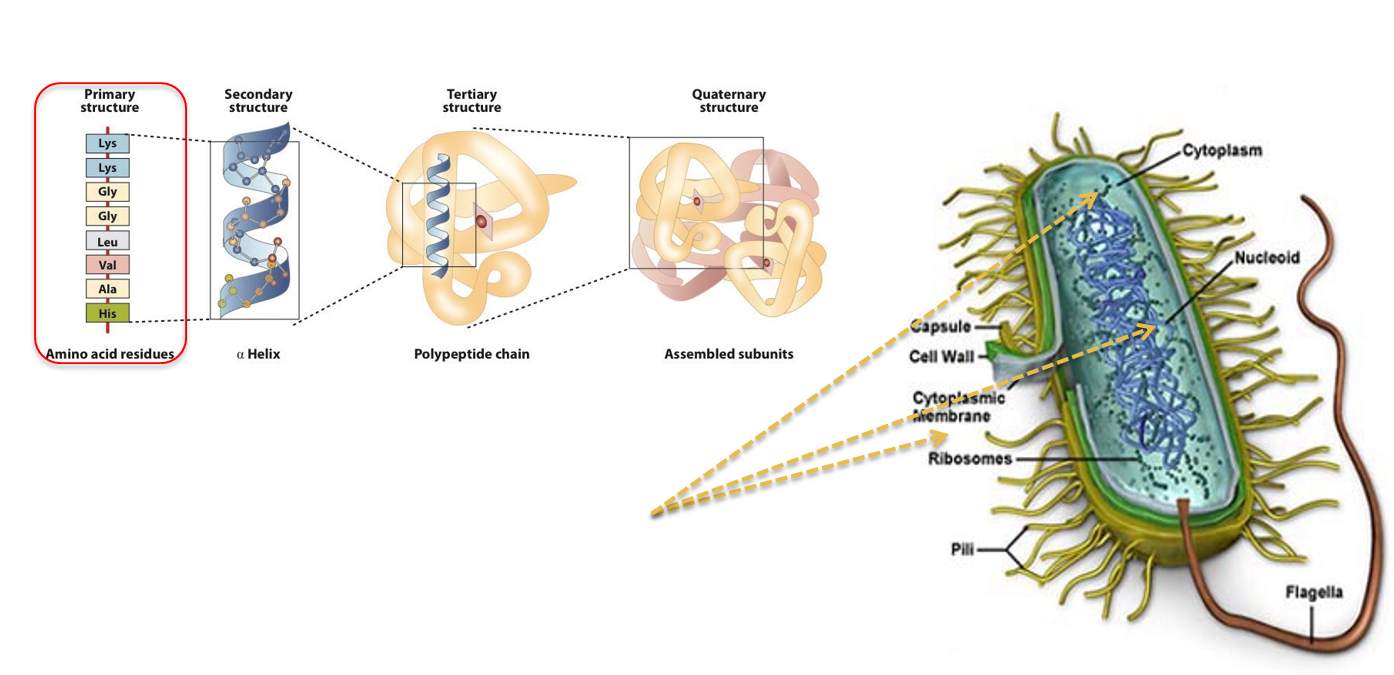 Primary
structure
Secondary
structure
Tertiary
structure
Quaternary
structure
Lys
Lys
Gly
Gly
Leu
Val
Ala
His
Amino acid residues
α Helix
Polypeptide chain
Assembled subunits
Cytoplasm
Nucleoid
Capsule
Cell Wall
Cytoplasmic
Membrane
Ribosomes
Pili
Flagella